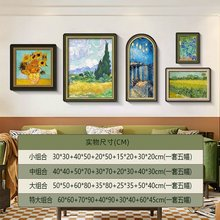 实物尺寸(CM)
小组合 30*30+40*50+20*50+15*20+30*20cm(一套五幅)
中组合 40*40+50*70+30*60+20*30+40*30cm(一套五幅)
大组合 50*50+60*80+35*80+25*35+50*40cm(一套五幅)
特大组合 60*60+70*90+40*90+30*40+60*45cm(一套五幅)